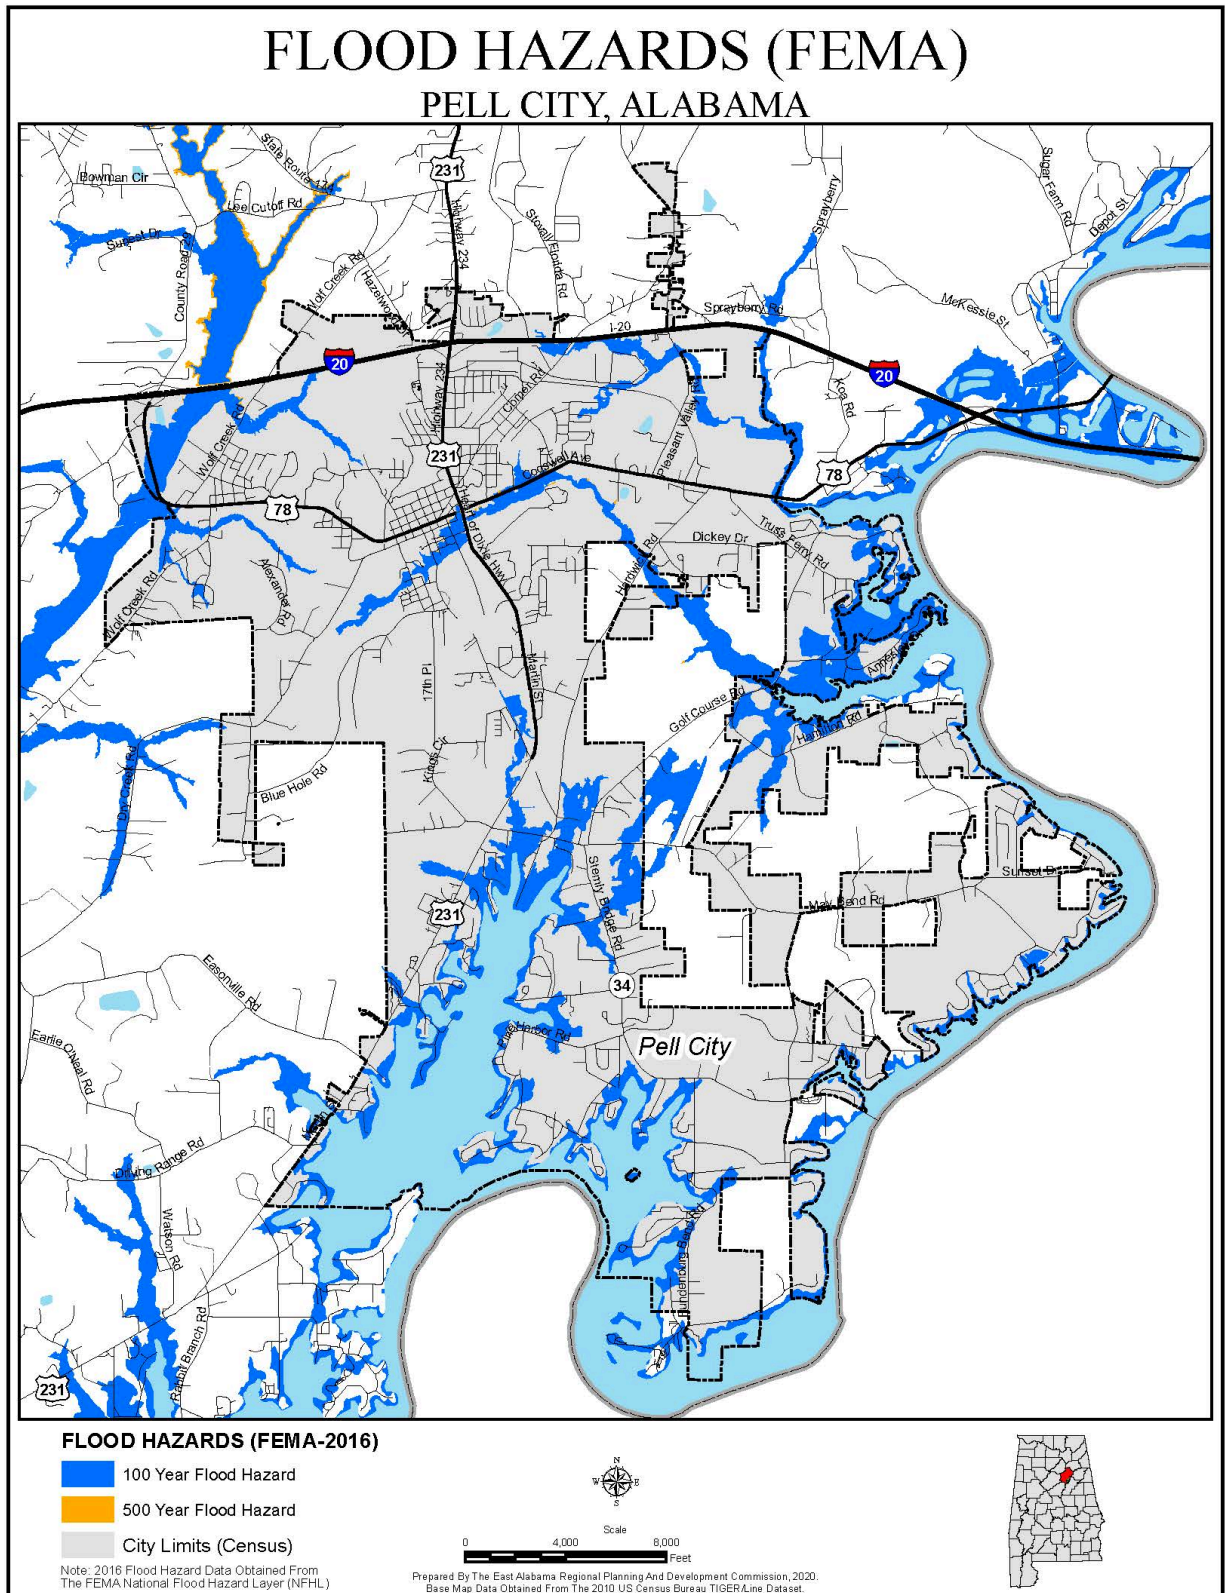 FLOOD HAZARDS (FEMA)
PELL CITY, ALABAMA
State Route 174
231
Bowman Cir
Lee Cutoff Rd
Sunset Dr
County Road 29
Highway 234
Stovall Florida Rd
Sprayberry
Sugar Farm Rd
Depot St
Wolf Creek Rd
Hazelwood Dr
Sprayberry Rd
McKessie St
I-20
20
20
Highway 234
Cornen Rd
Koa Rd
Pleasant Valley Rd
Wolf Creek Rd
231
Cogswell Ave
78
78
Heart of Dixie Hwy
Truss Ferry Rd
Dickey Dr
Hardwick Rd
Alexander Rd
Wolf Creek Rd
17th Pl
Martin St
Golf Course Rd
Hamilton Rd
Kings Cir
Blue Hole Rd
Dry Creek Rd
Stemly Bridge Rd
Sunset Dr
May Bend Rd
231
Easonville Rd
34
Harbor Rd
Pell City
Earlie O'Neal Rd
Driving Range Rd
Watson Rd
Funderburg Bend Rd
Rabbit Branch Rd
231
FLOOD HAZARDS (FEMA-2016)
100 Year Flood Hazard
500 Year Flood Hazard
City Limits (Census)
Note: 2016 Flood Hazard Data Obtained From
The FEMA National Flood Hazard Layer (NFHL)
N
W E
S
Scale
0 4,000 8,000
Feet
Prepared By The East Alabama Regional Planning And Development Commission, 2020.
Base Map Data Obtained From The 2010 US Census Bureau TIGER/Line Dataset.